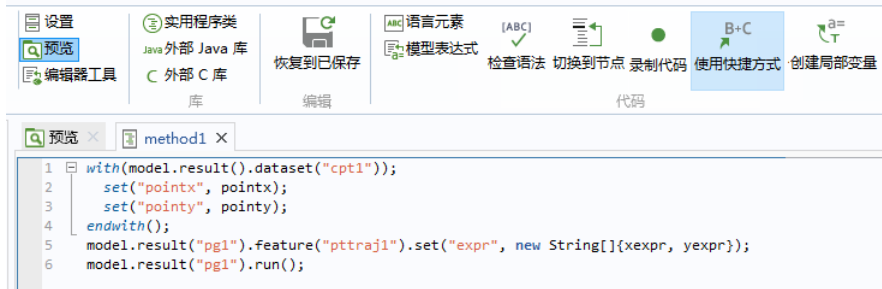 设置
预览
编辑器工具
实用程序类
Java 外部 Java 库
C 外部 C 库
库
恢复到已保存
编辑
ABC 语言元素
a= 模型表达式
[ABC]
检查语法
切换到节点
录制代码
B+C
使用快捷方式
a=
T
创建局部变量
代码
预览 ×
method1 ×
1 with(model.result().dataset("cpt1"));
2 set("pointx", pointx);
3 set("pointy", pointy);
4 endwith();
5 model.result("pg1").feature("pttraj1").set("expr", new String[]{xexpr, yexpr});
6 model.result("pg1").run();